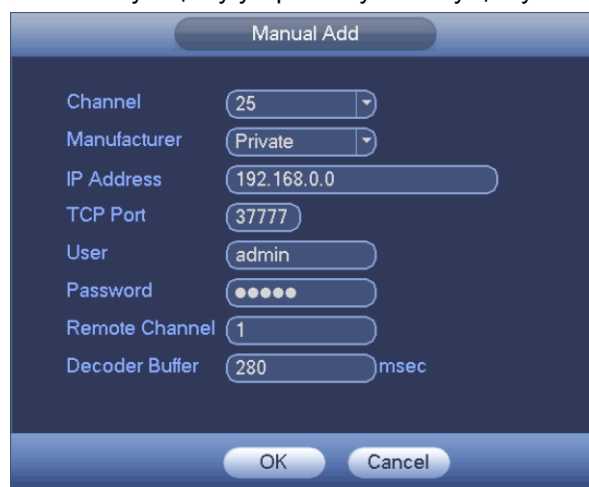 Manual Add
Channel 25
Manufacturer Private
IP Address 192.168.0.0
TCP Port 37777
User admin
Password ●●●●●
Remote Channel 1
Decoder Buffer 280 msec
OK Cancel